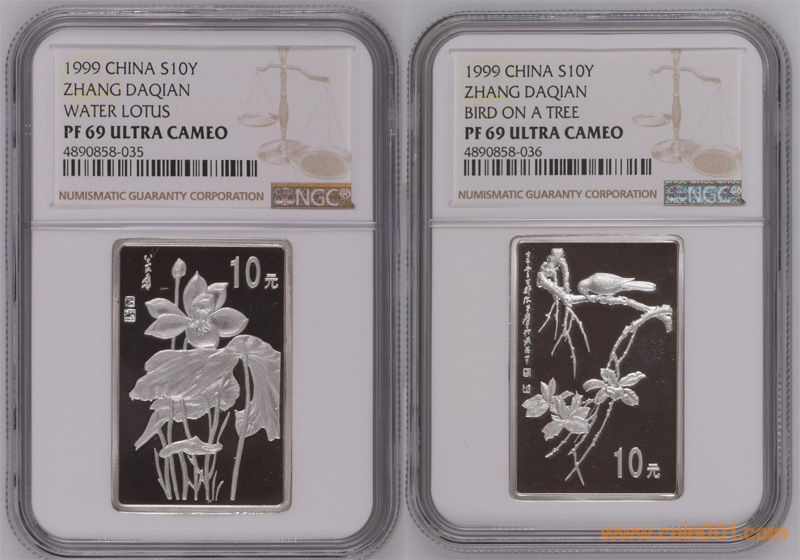 1999 CHINA S10Y
ZHANG DAQIAN
WATER LOTUS
PF 69 ULTRA CAMEO
4890858-035
NUMISMATIC GUARANTY CORPORATION
NGC
10元
1999 CHINA S10Y
ZHANG DAQIAN
BIRD ON A TREE
PF 69 ULTRA CAMEO
4890858-036
NUMISMATIC GUARANTY CORPORATION
NGC
10元
www.coin001.com